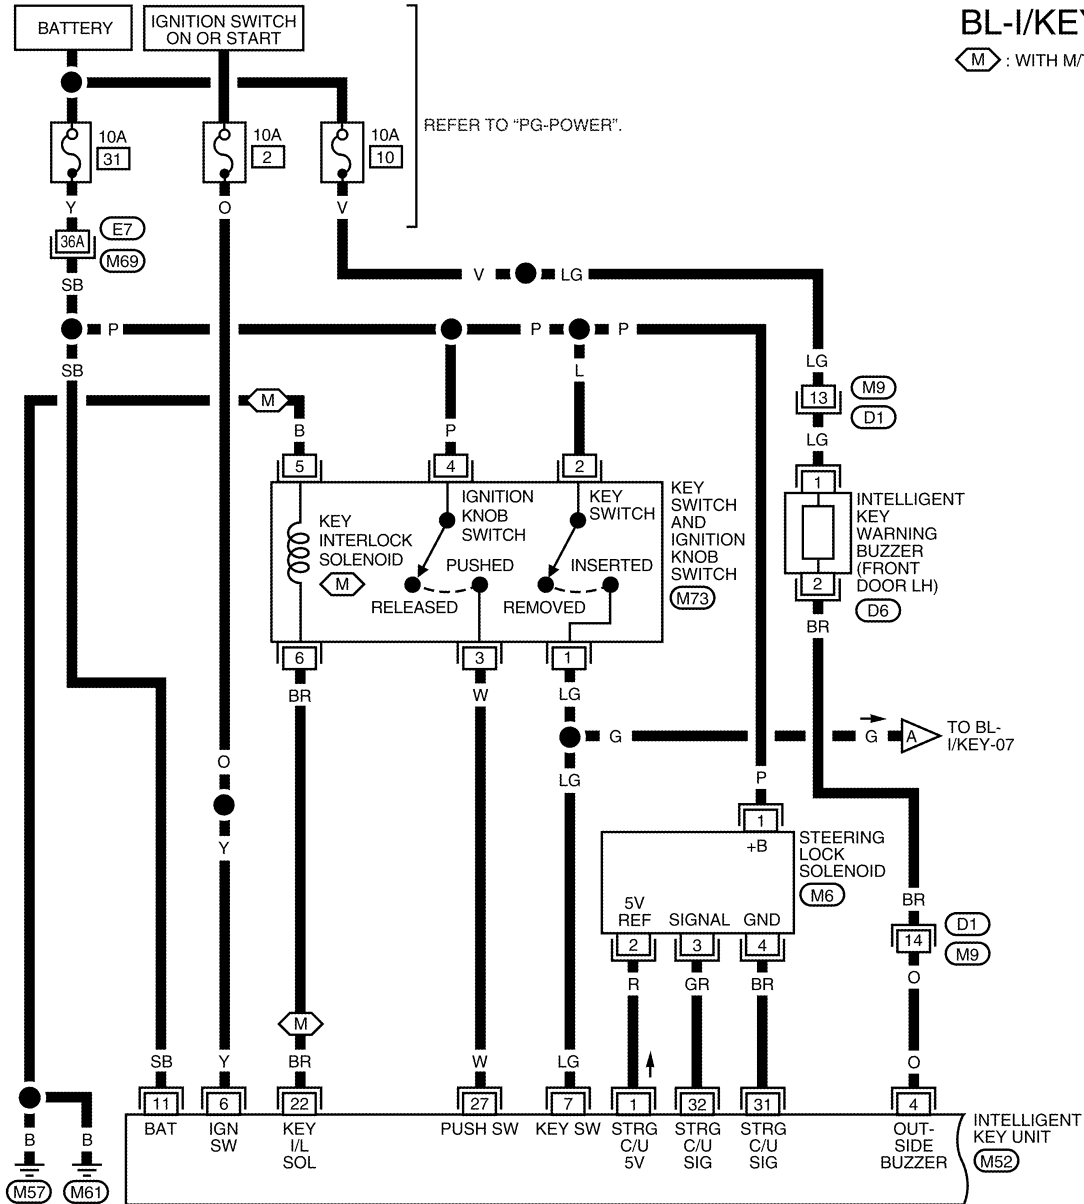 BATTERY
IGNITION SWITCH
ON OR START
BL-I/KEY
M : WITH M/T
REFER TO "PG-POWER".
10A
31
10A
2
10A
10
Y
O
V
36A
E7
M69
SB
V
LG
P
P
P
SB
L
LG
M
13
M9
D1
B
P
LG
5
4
2
1
KEY
INTERLOCK
SOLENOID
M
IGNITION
KNOB
SWITCH
PUSHED
RELEASED
KEY
SWITCH
INSERTED
REMOVED
KEY
SWITCH
AND
IGNITION
KNOB
SWITCH
M73
INTELLIGENT
KEY
WARNING
BUZZER
(FRONT
DOOR LH)
D6
2
BR
6
3
1
BR
W
LG
G
G
A
TO BL-
I/KEY-07
LG
O
Y
P
1
+B
STEERING
LOCK
SOLENOID
M6
5V
REF
SIGNAL
GND
2
3
4
R
GR
BR
BR
14
D1
M9
O
M
SB
Y
BR
W
LG
O
11
6
22
27
7
1
32
31
4
BAT
IGN
SW
KEY
I/L
SOL
PUSH SW
KEY SW
STRG
C/U
5V
STRG
C/U
SIG
STRG
C/U
SIG
OUT-
SIDE
BUZZER
INTELLIGENT
KEY UNIT
M52
B
B
M57
M61